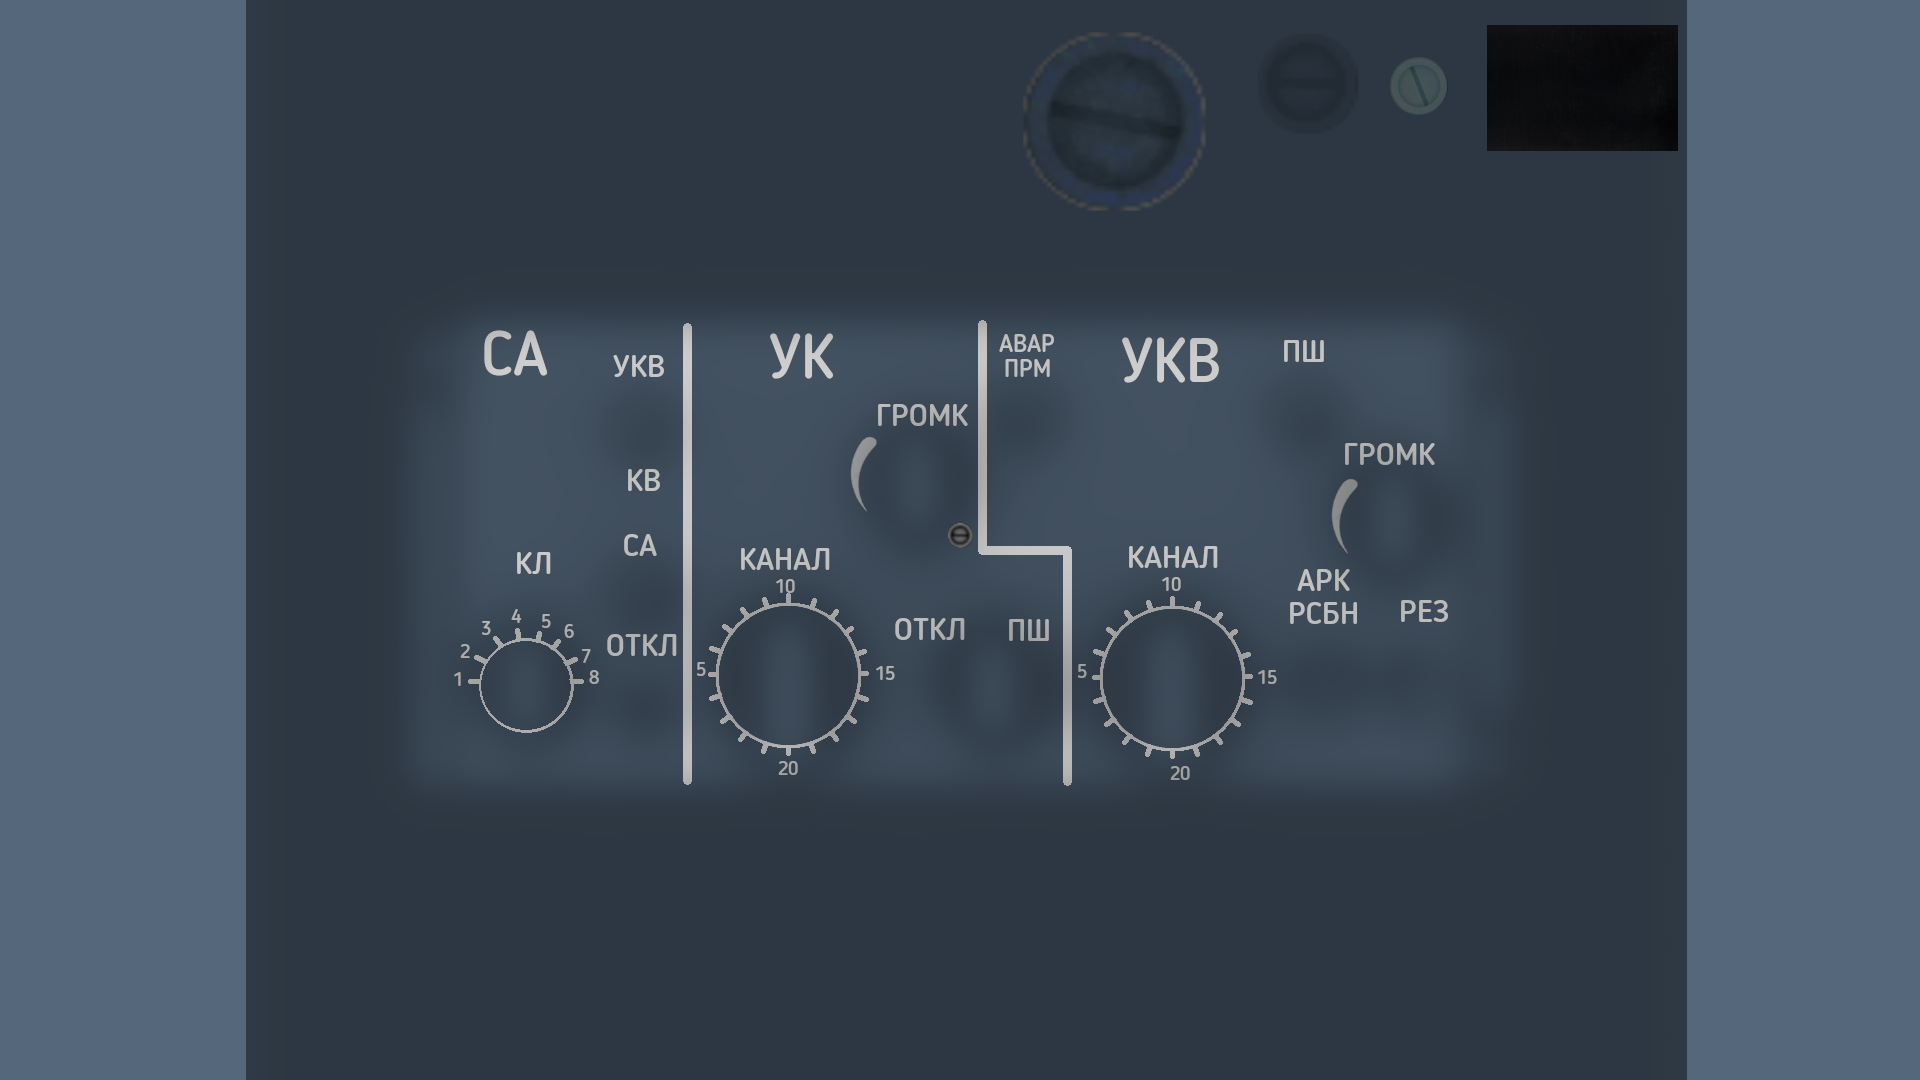 СА
УКВ
КВ
СА
КЛ
1 2 3 4 5 6 7 8
ОТКЛ
УК
ГРОМК
КАНАЛ
10
5
15
20
ОТКЛ
ПШ
АВАР
ПРМ
УКВ
ПШ
ГРОМК
КАНАЛ
10
5
15
20
АРК
РСБН
РЕЗ